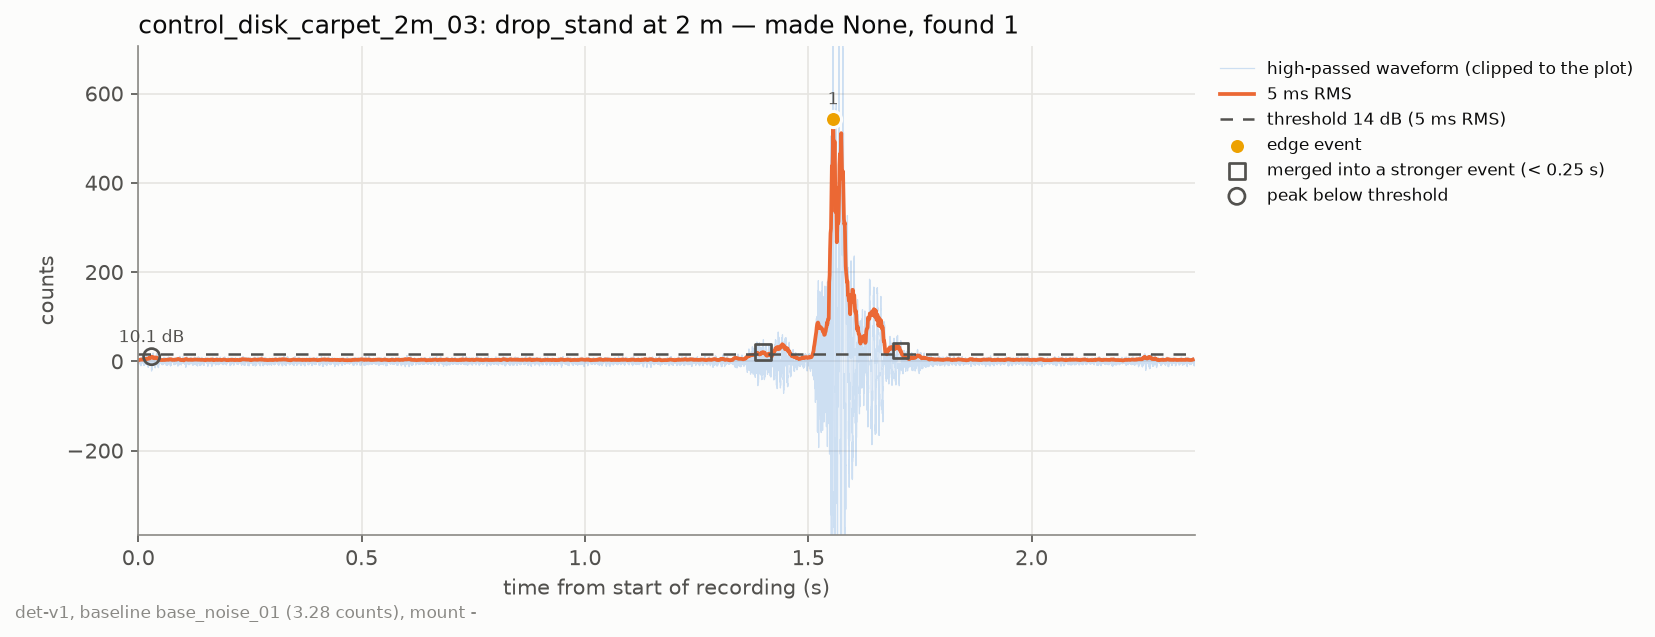 control_disk_carpet_2m_03: drop_stand at 2 m — made None, found 1
high-passed waveform (clipped to the plot)
5 ms RMS
threshold 14 dB (5 ms RMS)
edge event
merged into a stronger event (< 0.25 s)
peak below threshold
600
400
200
0
−200
counts
1
10.1 dB
0.0
0.5
1.0
1.5
2.0
time from start of recording (s)
det-v1, baseline base_noise_01 (3.28 counts), mount -